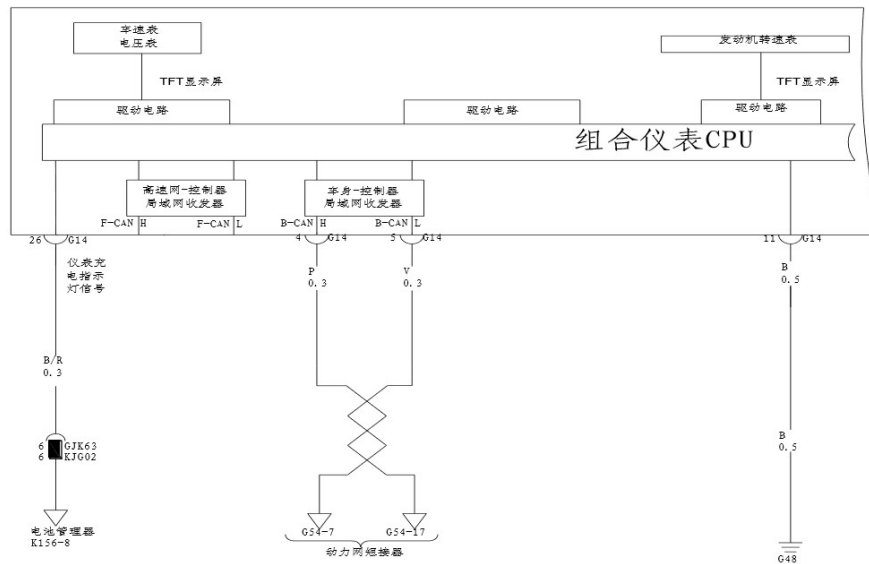 车速表
电压表
发动机转速表
TFT显示屏
TFT显示屏
驱动电路
驱动电路
驱动电路
组合仪表CPU
高速网-控制器
局域网收发器
车身-控制器
局域网收发器
F-CAN H
F-CAN L
B-CAN H
B-CAN L
26 G14
4 G14
5 G14
11 G14
仪表充
电指示
灯信号
P
0.3
V
0.3
B
0.5
B/R
0.3
B
0.5
6 GJK63
6 KJG02
电池管理器
K156-8
G54-7
G54-17
动力网短接器
G48